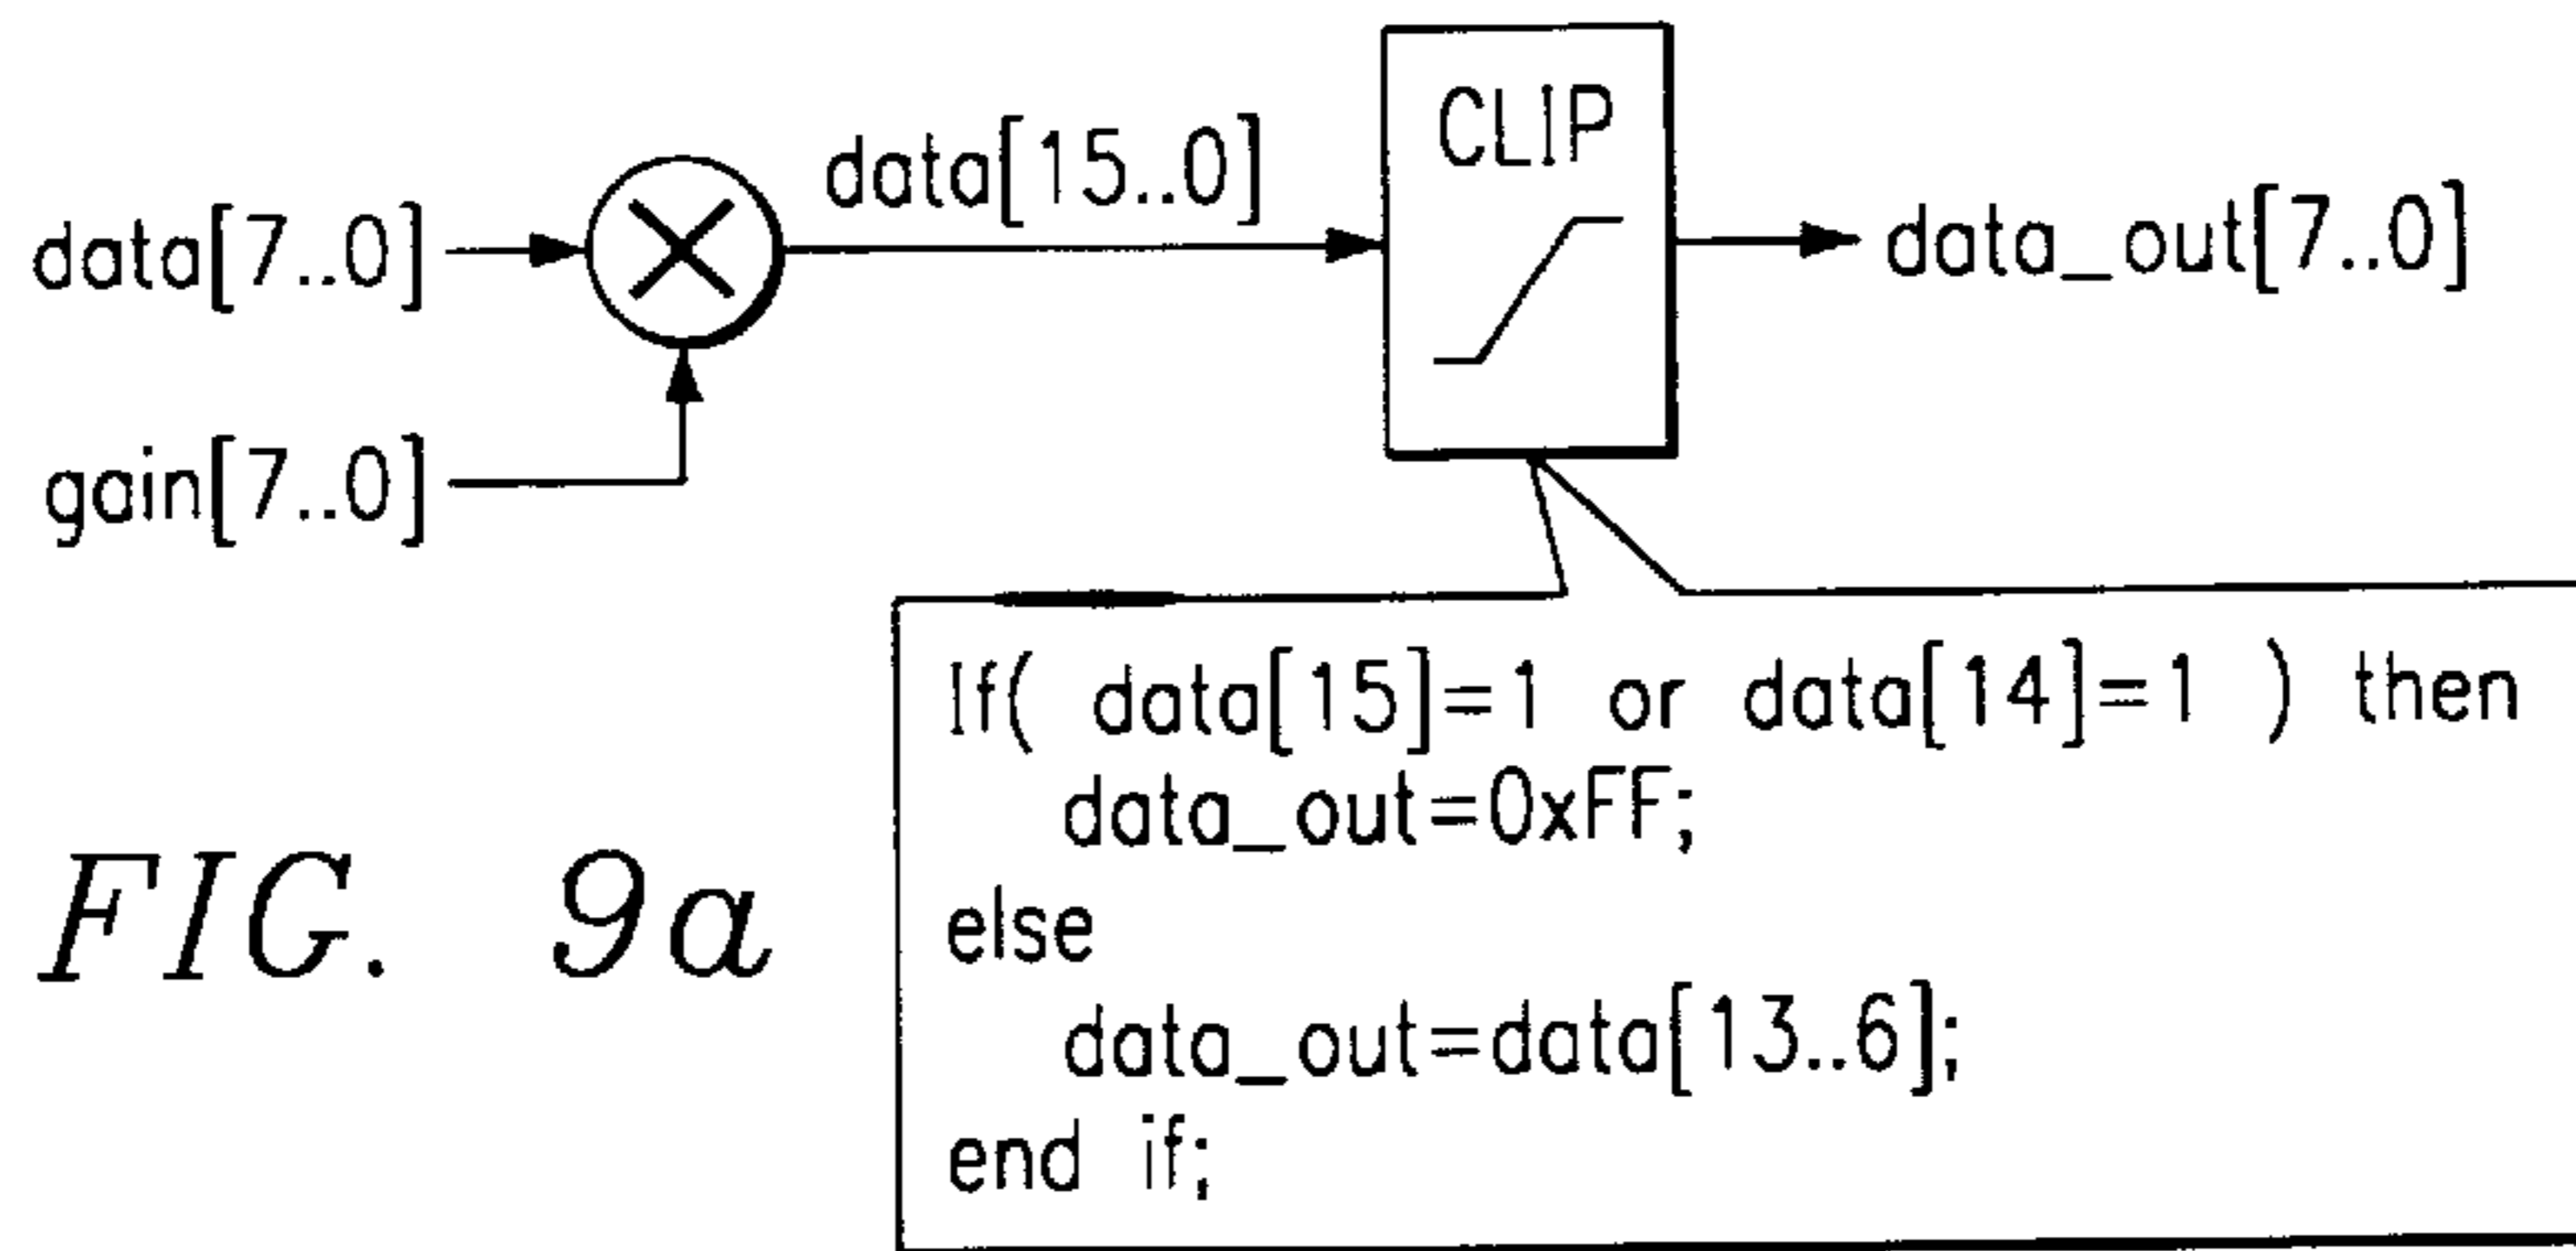 data[7..0]
gain[7..0]
data[15..0]
CLIP
data_out[7..0]
If( data[15]=1 or data[14]=1 ) then
data_out=0xFF;
else
data_out=data[13..6];
end if;
FIG. 9a